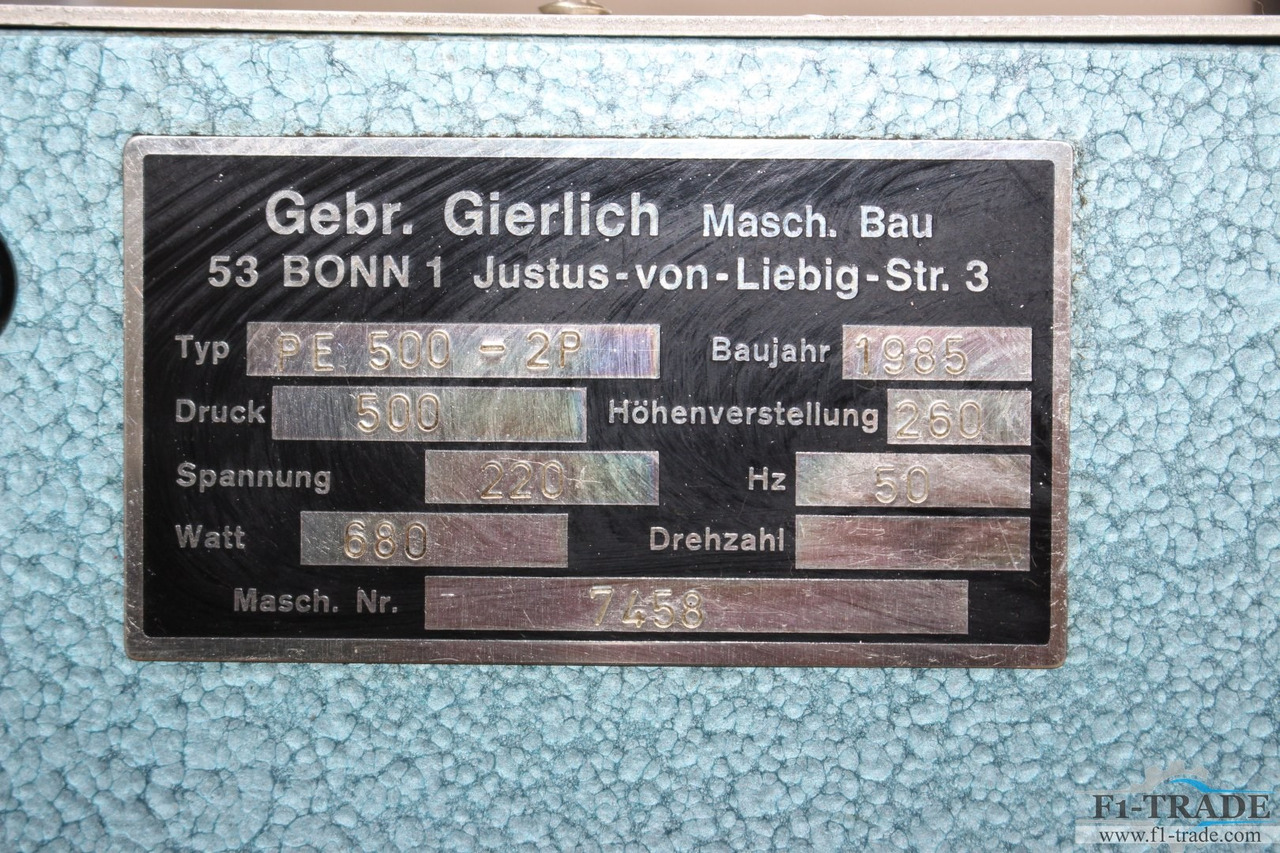 Gebr. Gierlich Masch. Bau
53 BONN 1 Justus-von-Liebig-Str. 3
Typ PE 500 - 2P Baujahr 1985
Druck 500 Höhenverstellung 260
Spannung 220 Hz 50
Watt 680 Drehzahl
Masch. Nr. 7458
F1-TRADE
www.f1-trade.com